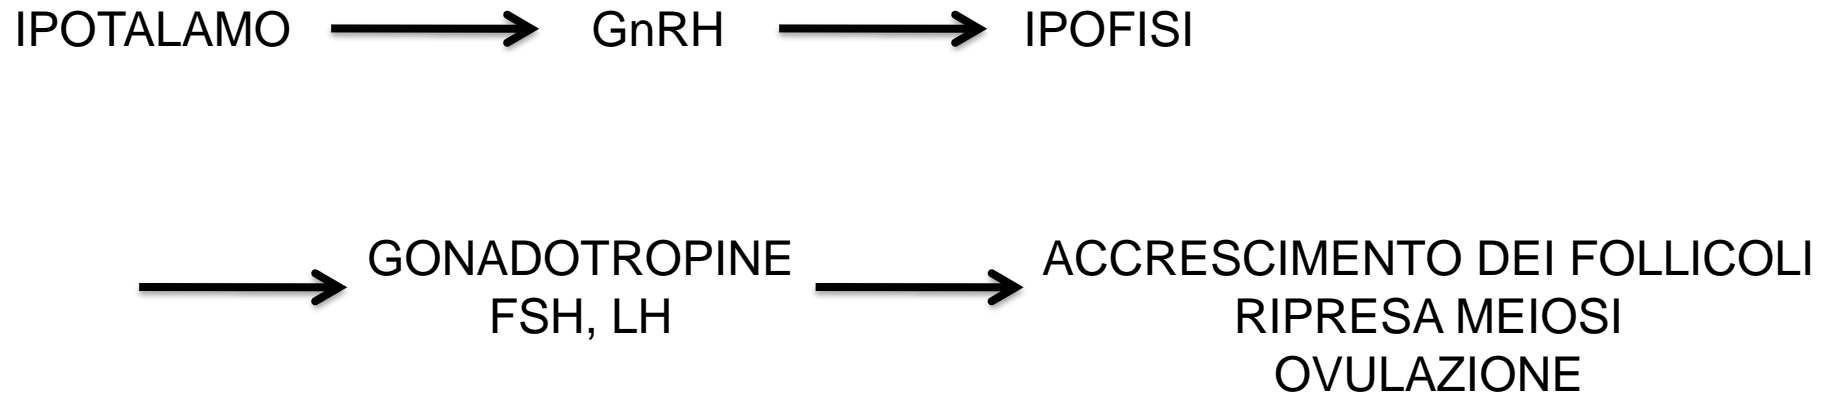 IPOTALAMO GnRH IPOFISI
GONADOTROPINE
FSH, LH
ACCRESCIMENTO DEI FOLLICOLI
RIPRESA MEIOSI
OVULAZIONE